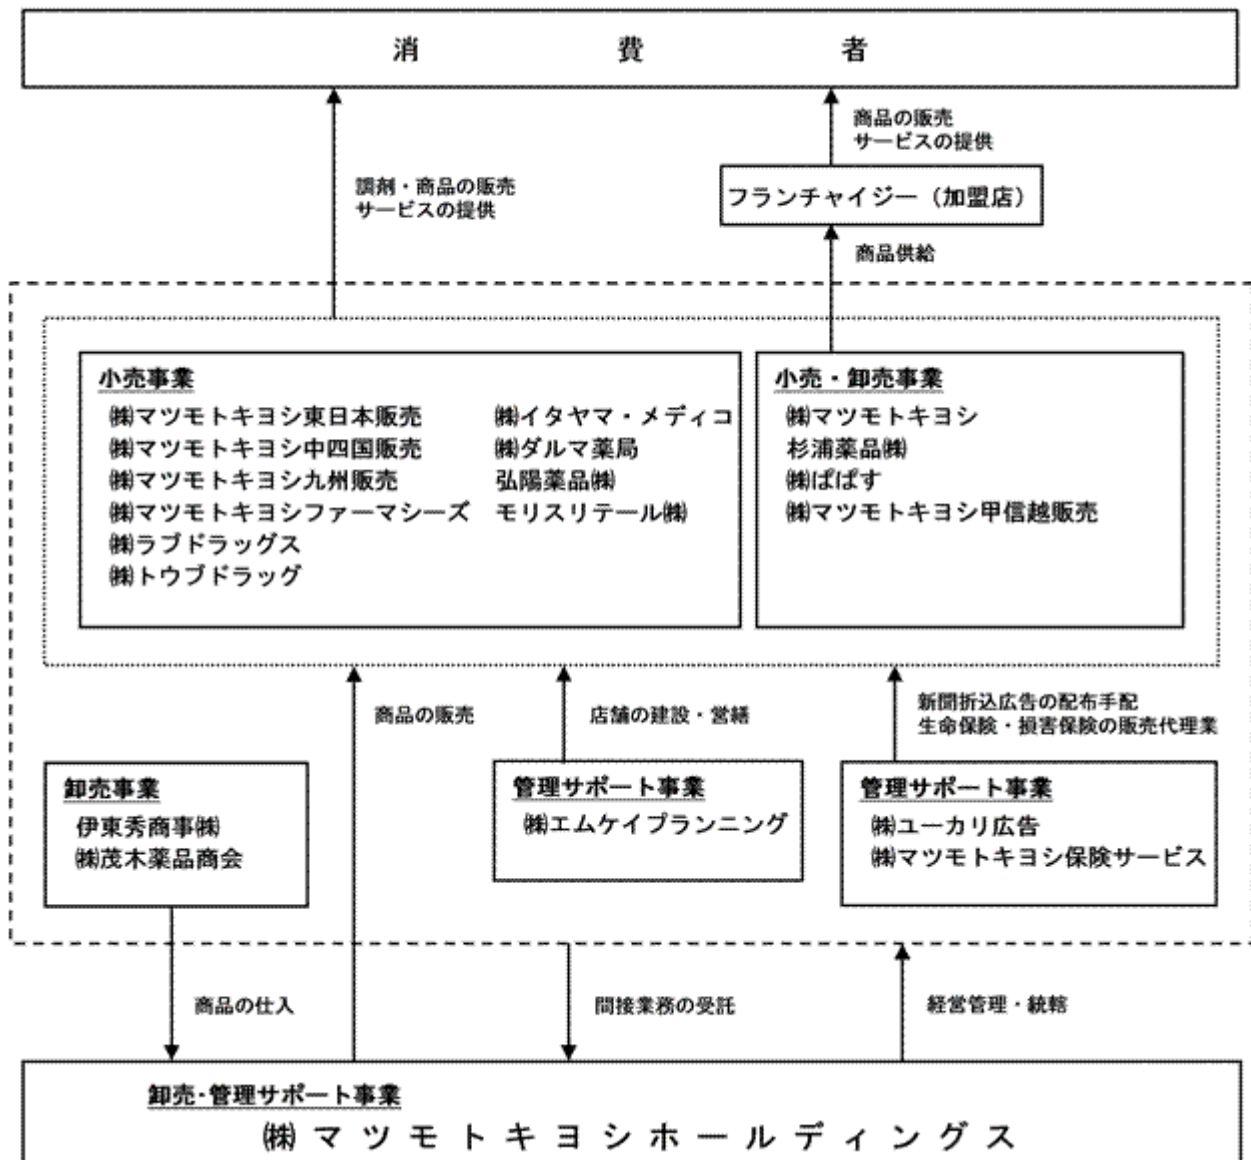 消費者
商品の販売
サービスの提供
調剤・商品の販売
サービスの提供
フランチャイジー（加盟店）
商品供給
小売事業
㈱マツモトキヨシ東日本販売
㈱マツモトキヨシ中四国販売
㈱マツモトキヨシ九州販売
㈱マツモトキヨシファーマシーズ
㈱ラブドラッグス
㈱トウブドラッグ
㈱イタヤマ・メディコ
㈱ダルマ薬局
弘陽薬品㈱
モリスリテール㈱
小売・卸売事業
㈱マツモトキヨシ
杉浦薬品㈱
㈱ぱぱす
㈱マツモトキヨシ甲信越販売
商品の販売
店舗の建設・営繕
新聞折込広告の配布手配
生命保険・損害保険の販売代理業
卸売事業
伊東秀商事㈱
㈱茂木薬品商会
管理サポート事業
㈱エムケイプランニング
管理サポート事業
㈱ユーカリ広告
㈱マツモトキヨシ保険サービス
商品の仕入
間接業務の受託
経営管理・統轄
卸売・管理サポート事業
㈱マツモトキヨシホールディングス